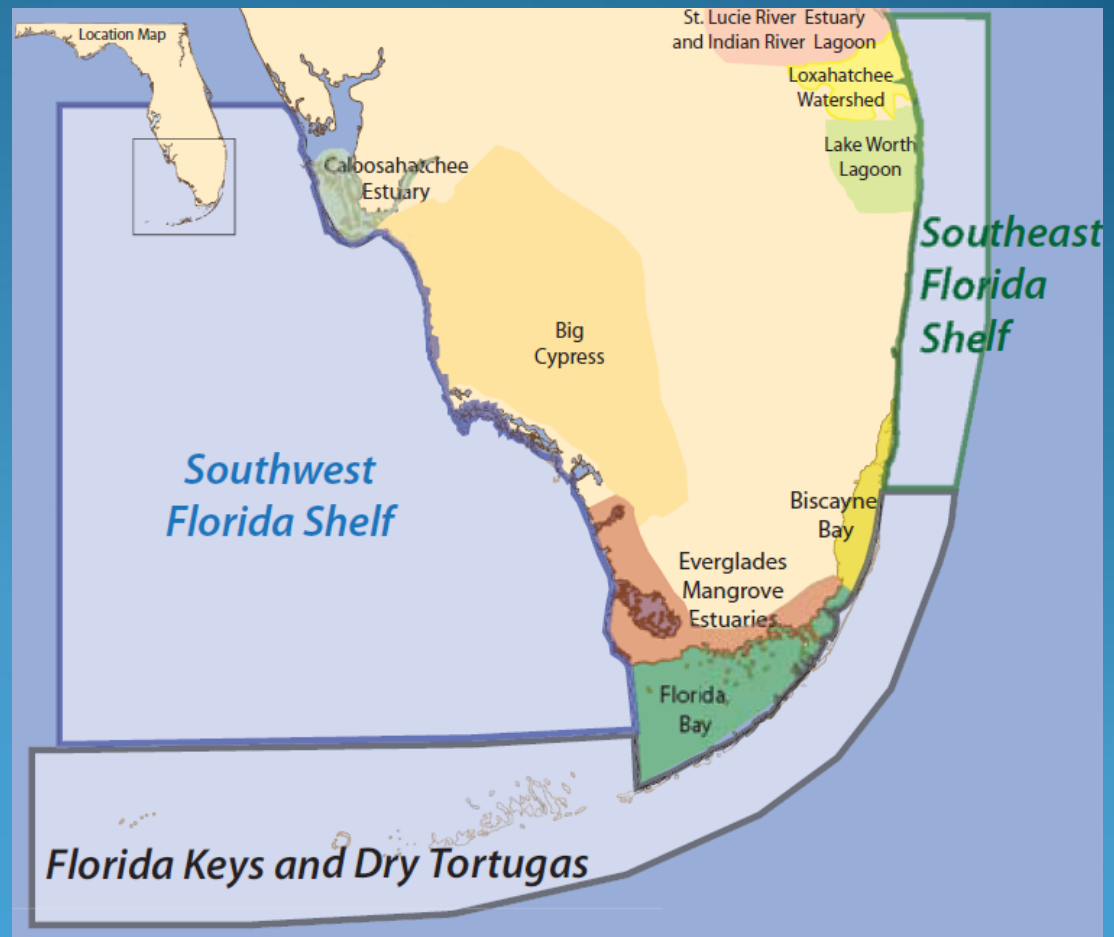 Location Map
St. Lucie River Estuary
and Indian River Lagoon
Loxahatchee
Watershed
Lake Worth
Lagoon
Caloosahatchee
Estuary
Southeast
Florida
Shelf
Big
Cypress
Southwest
Florida Shelf
Biscayne
Bay
Everglades
Mangrove
Estuaries
Florida
Bay
Florida Keys and Dry Tortugas